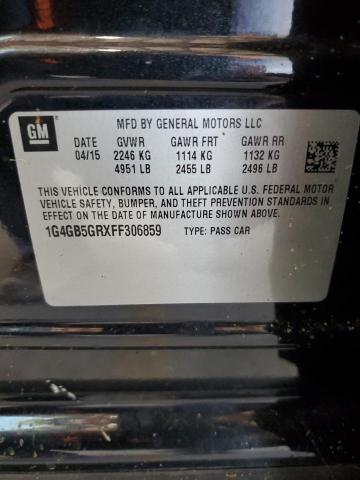 GM
MFD BY GENERAL MOTORS LLC
DATE GVWR GAWR FRT GAWR RR
04/15 2246 KG 1114 KG 1132 KG
4951 LB 2455 LB 2496 LB
THIS VEHICLE CONFORMS TO ALL APPLICABLE U.S. FEDERAL MOTOR
VEHICLE SAFETY, BUMPER, AND THEFT PREVENTION STANDARDS IN
EFFECT ON THE DATE OF MANUFACTURE SHOWN ABOVE.
1G4GB5GRXFF306859 TYPE: PASS CAR